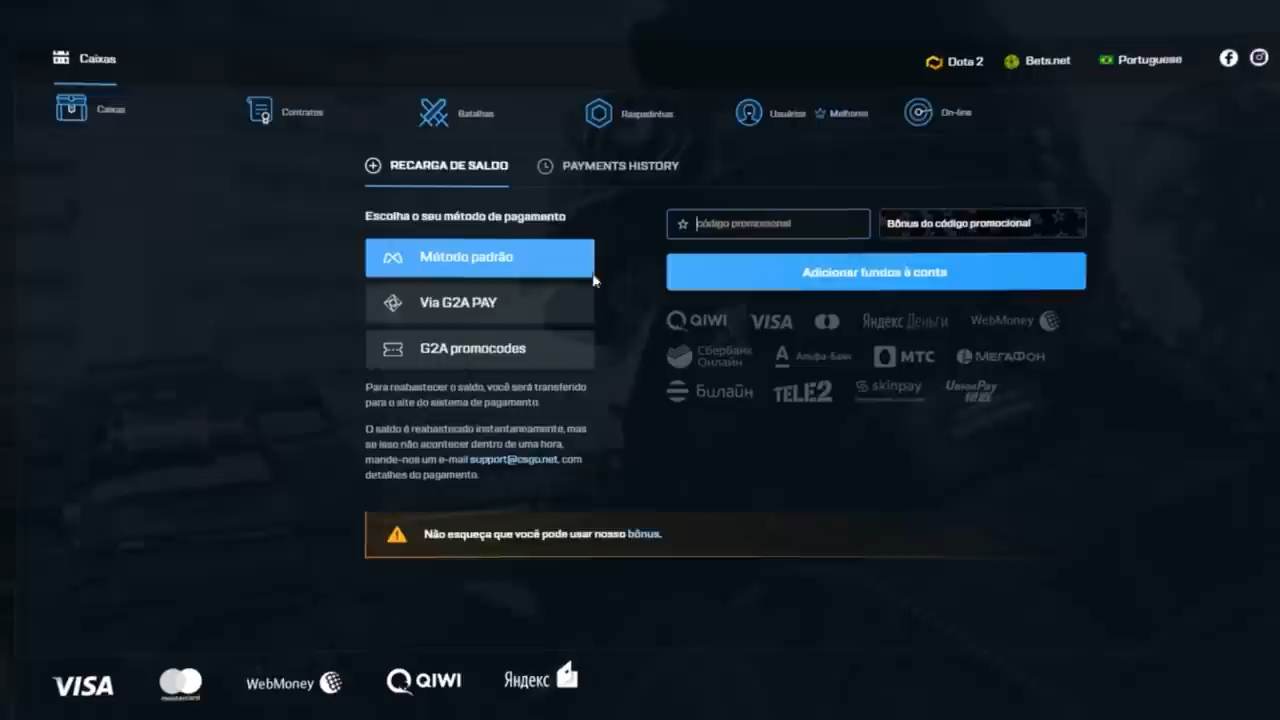 Caixas
Dota 2
Bets.net
Portuguese
Caixas
Contratos
Batalhas
Raspadinhas
Usuários
Melhores
On-line
RECARGA DE SALDO
PAYMENTS HISTORY
Escolha o seu método de pagamento
código promocional
Bônus do código promocional
Método padrão
Adicionar fundos à conta
Via G2A PAY
G2A promocodes
QIWI VISA Яндекс Деньги WebMoney
Сбербанк Онлайн Альфа-Банк МТС МЕГАФОН
Билайн TELE2 skinpay UnionPay
Para reabastecer o saldo, você será transferido
para o site do sistema de pagamento.
O saldo é reabastecido instantaneamente, mas
se isso não acontecer dentro de uma hora,
mande-nos um e-mail support@csgo.net, com
detalhes do pagamento.
Não esqueça que você pode usar nosso bônus.
VISA mastercard WebMoney QIWI Яндекс